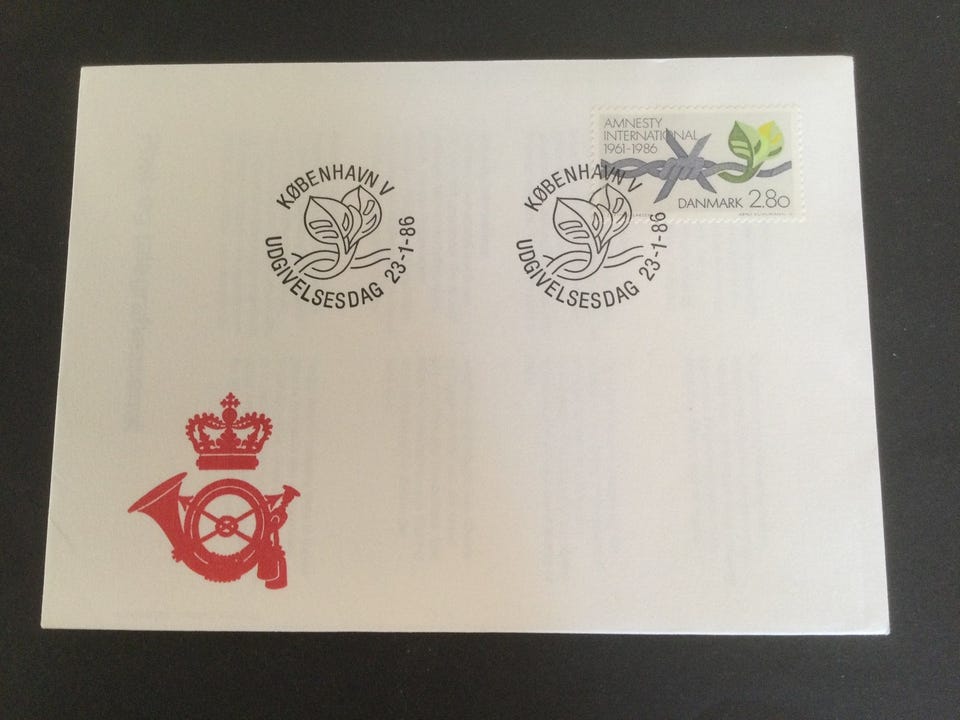 AMNESTY
INTERNATIONAL
1961-1986
DANMARK 2.80
KØBENHAVN V
UDGIVELSESDAG 23-1-86
KØBENHAVN V
UDGIVELSESDAG 23-1-86